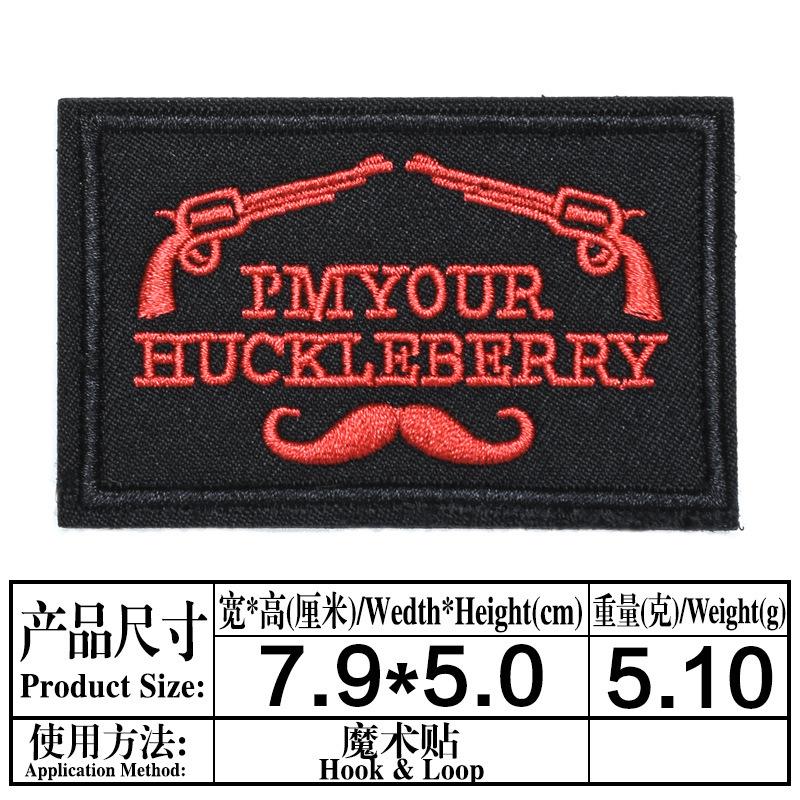 I'M YOUR
HUCKLEBERRY
产品尺寸
Product Size:
宽*高(厘米)/Wedth*Height(cm)
7.9*5.0
重量(克)/Weight(g)
5.10
使用方法:
Application Method:
魔术贴
Hook & Loop